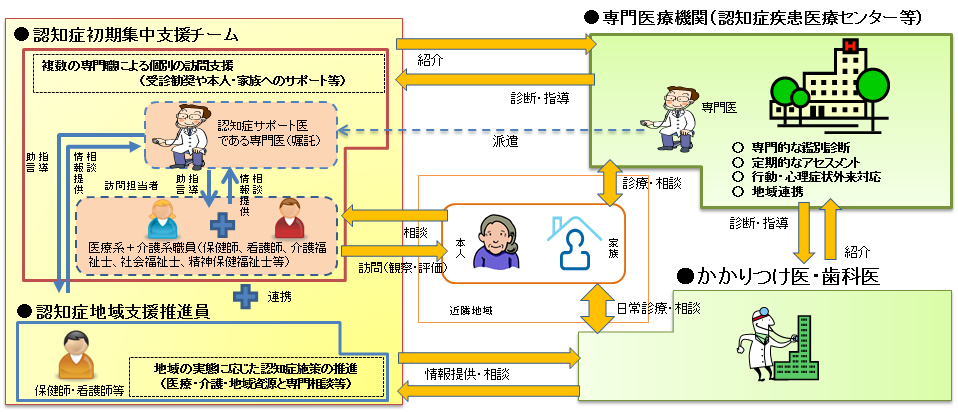 ●認知症初期集中支援チーム
複数の専門職による個別の訪問支援
（受診勧奨や本人・家族へのサポート等）
認知症サポート医
である専門医（嘱託）
指導
助言
相談
情報提供
訪問担当者
指導
助言
相談
情報提供
医療系＋介護系職員（保健師、看護師、介護福
祉士、社会福祉士、精神保健福祉士等）
連携
●認知症地域支援推進員
保健師・看護師等
地域の実態に応じた認知症施策の推進
（医療・介護・地域資源と専門相談等）
紹介
診断・指導
派遣
相談
訪問（観察・評価）
本人
家族
近隣地域
診療・相談
日常診療・相談
情報提供・相談
●専門医療機関（認知症疾患医療センター等）
専門医
H
○ 専門的な鑑別診断
○ 定期的なアセスメント
○ 行動・心理症状外来対応
○ 地域連携
診断・指導
紹介
●かかりつけ医・歯科医